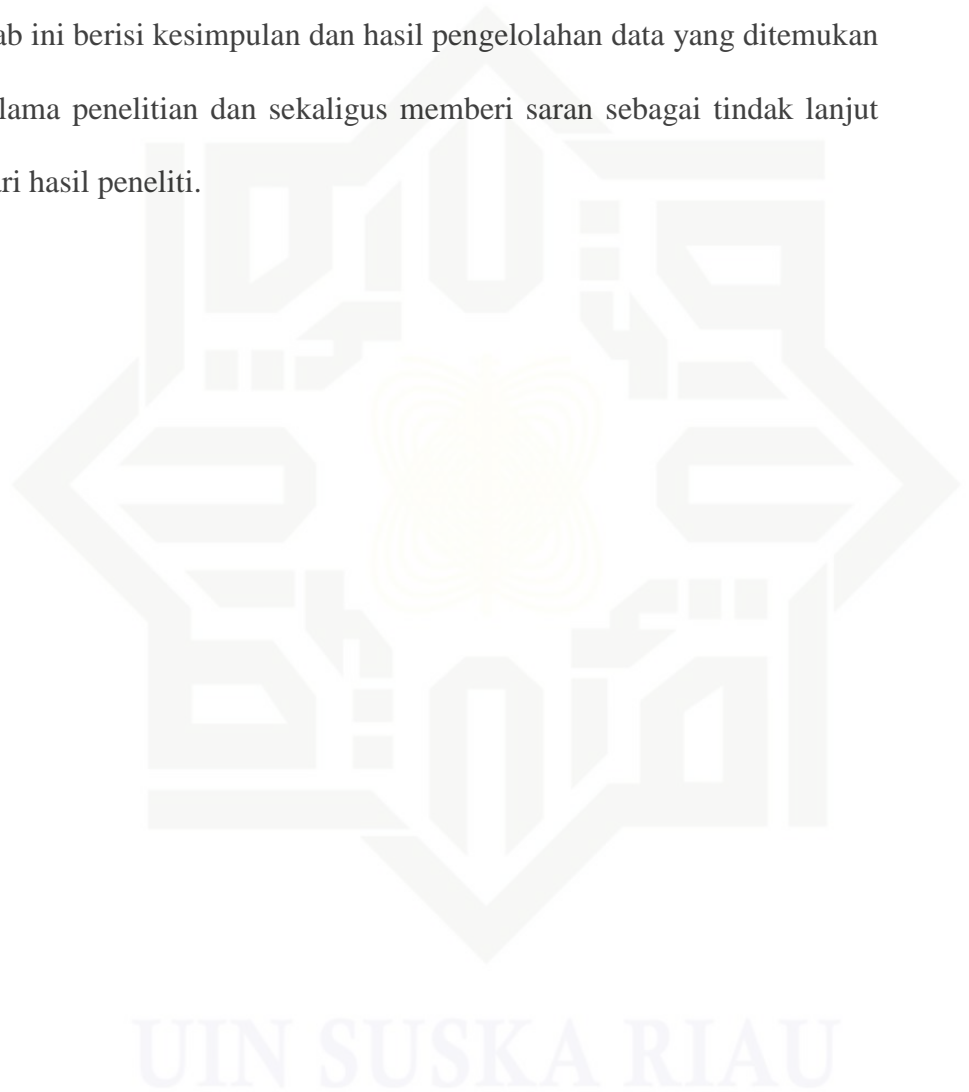 ab ini berisi kesimpulan dan hasil pengelolahan data yang ditemukan
lama penelitian dan sekaligus memberi saran sebagai tindak lanjut
ri hasil peneliti.
UIN SUSKA RIAU